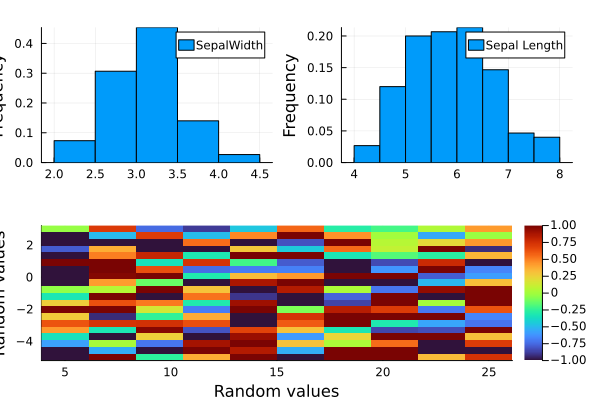 Frequency
0.4
0.3
0.2
0.1
0.0
2.0 2.5 3.0 3.5 4.0 4.5
SepalWidth
Frequency
0.20
0.15
0.10
0.05
0.00
4 5 6 7 8
Sepal Length
Random values
2
0
−2
−4
5 10 15 20 25
Random values
1.00
0.75
0.50
0.25
0
−0.25
−0.50
−0.75
−1.00